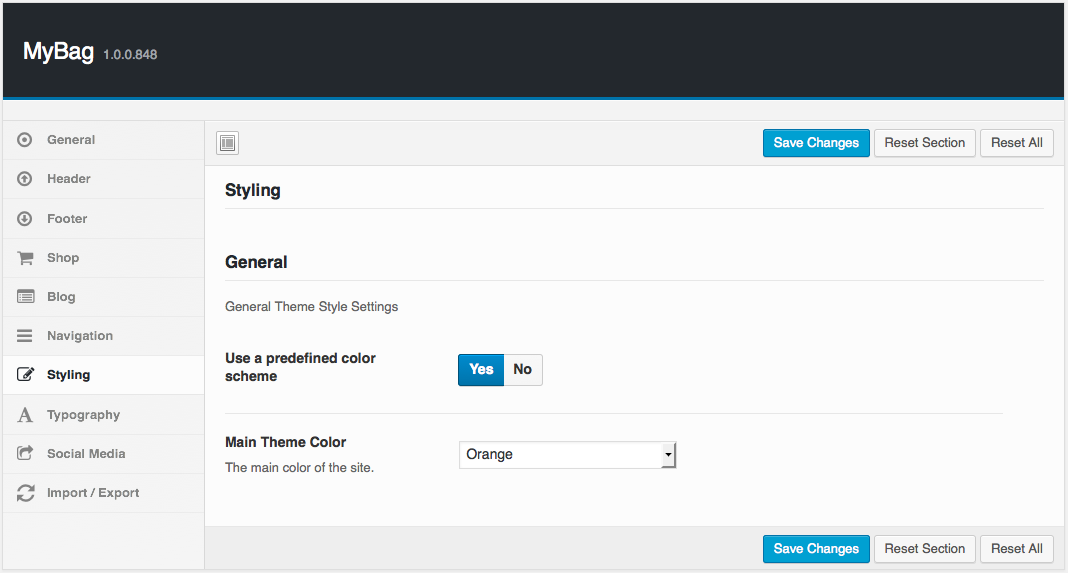 MyBag 1.0.0.848
General
Header
Footer
Shop
Blog
Navigation
Styling
Typography
Social Media
Import / Export
Save Changes Reset Section Reset All
Styling
General
General Theme Style Settings
Use a predefined color
scheme
Yes No
Main Theme Color
The main color of the site.
Orange
Save Changes Reset Section Reset All